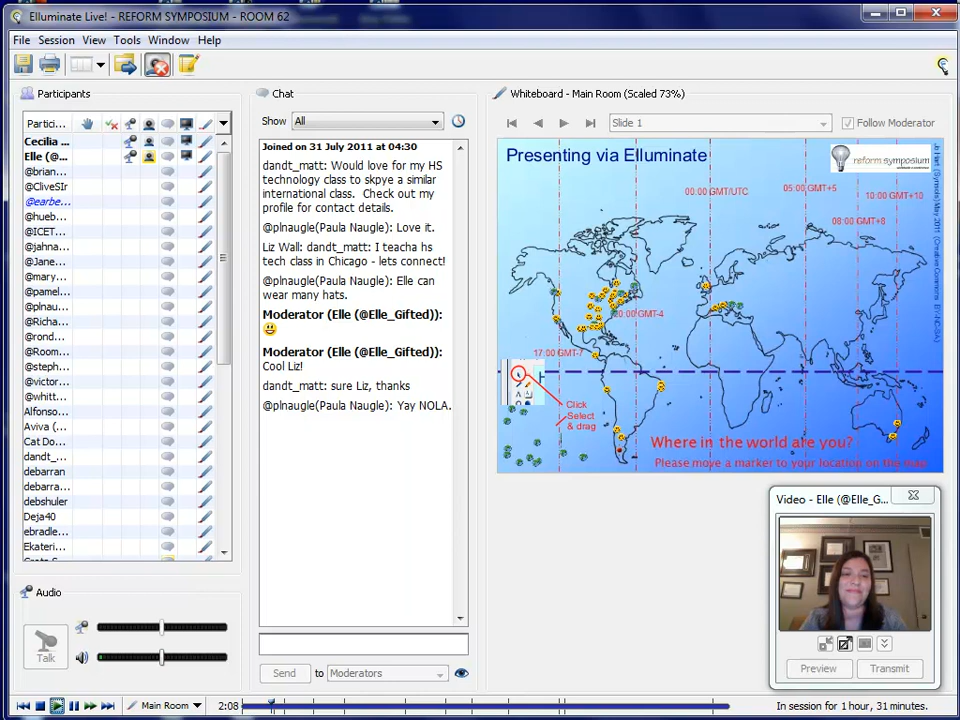 Elluminate Live! - REFORM SYMPOSIUM - ROOM 62
File Session View Tools Window Help
Participants
Partici...
Cecilia ...
Elle (@...
@brian...
@CliveSIr
@earbe...
@hueb...
@ICET...
@jahna...
@Jane...
@mary...
@pamel...
@plnau...
@Richa...
@rond...
@Room...
@steph...
@victor...
@whitt...
Alfonso...
Aviva (...
Cat Do...
dandt_...
debarran
debarra...
debshuler
Deja40
ebradle...
Ekateri...
Audio
Talk
Chat
Show All
Joined on 31 July 2011 at 04:30
dandt_matt: Would love for my HS
technology class to skpye a similar
international class. Check out my
profile for contact details.
@plnaugle(Paula Naugle): Love it.
Liz Wall: dandt_matt: I teacha hs
tech class in Chicago - lets connect!
@plnaugle(Paula Naugle): Elle can
wear many hats.
Moderator (Elle (@Elle_Gifted)):
Moderator (Elle (@Elle_Gifted)):
Cool Liz!
dandt_matt: sure Liz, thanks
@plnaugle(Paula Naugle): Yay NOLA.
Send to Moderators
Whiteboard - Main Room (Scaled 73%)
Slide 1
Follow Moderator
Presenting via Elluminate
reform symposium
00:00 GMT/UTC
05:00 GMT+5
10:00 GMT+10
08:00 GMT+8
20:00 GMT-4
17:00 GMT-7
Click
Select
& drag
Where in the world are you?
Please move a marker to your location on the map
Video - Elle (@Elle_G...
Preview Transmit
Main Room
2:08
In session for 1 hour, 31 minutes.